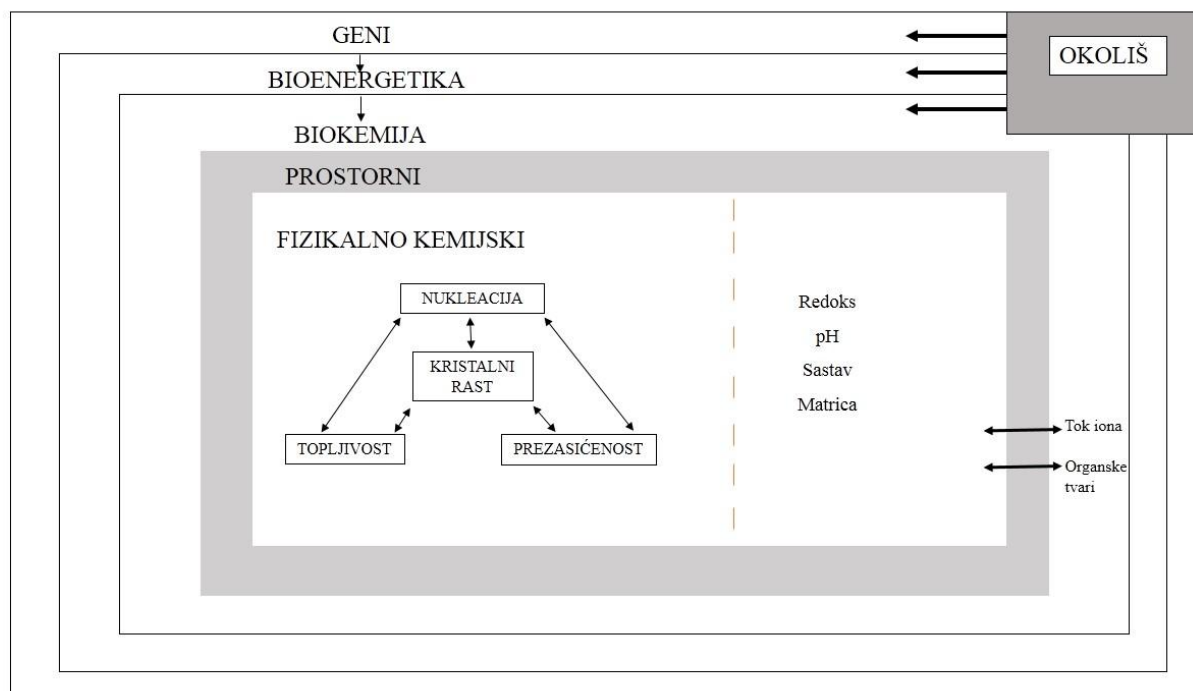 GENI
OKOLIŠ
BIOENERGETIKA
BIOKEMIJA
PROSTORNI
FIZIKALNO KEMIJSKI
NUKLEACIJA
KRISTALNI
RAST
TOPLJIVOST
PREZASIĆENOST
Redoks
pH
Sastav
Matrica
Tok iona
Organske
tvari